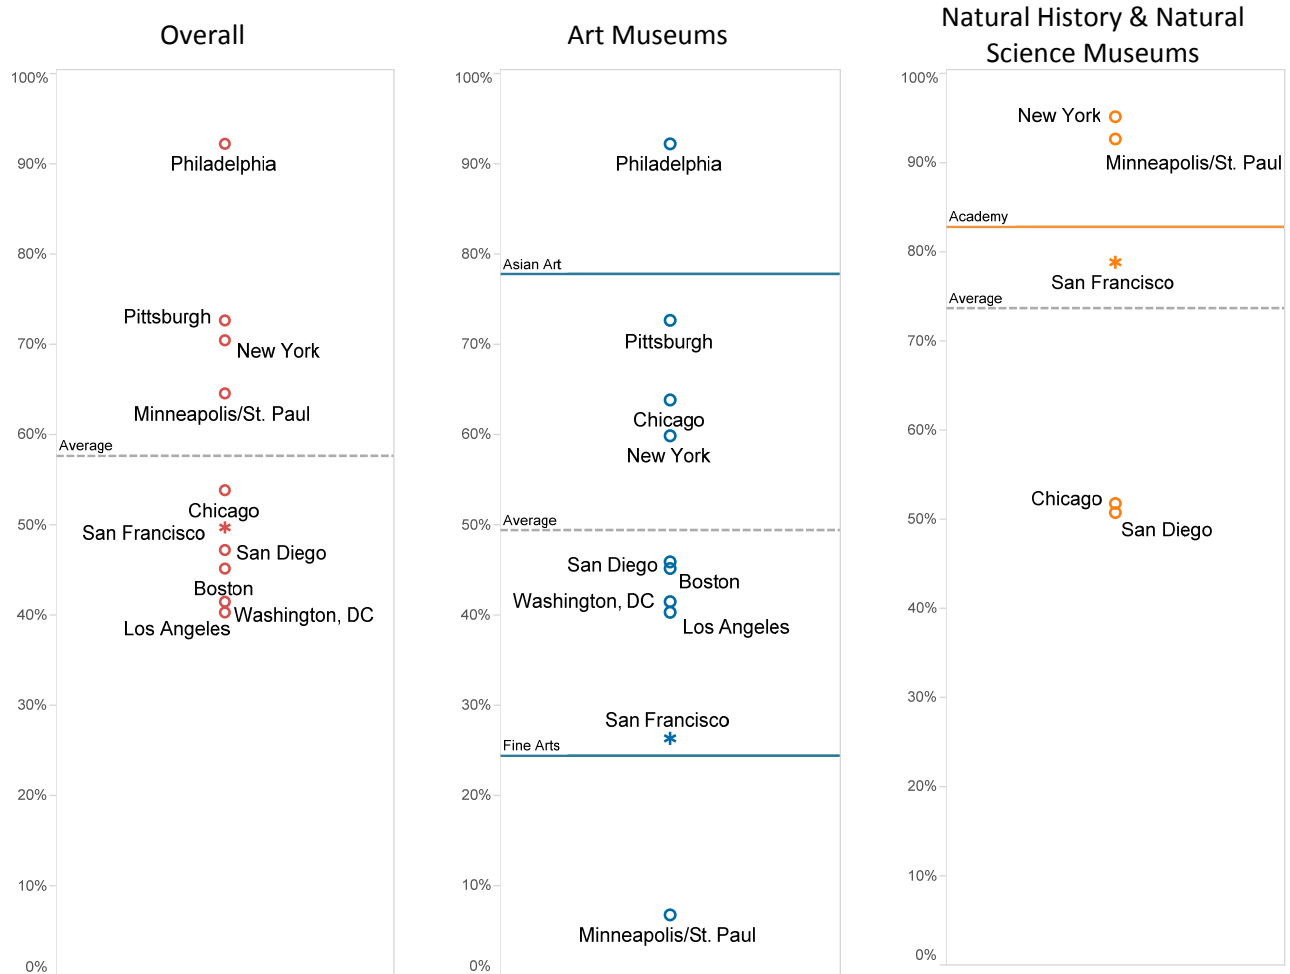 Overall
100%
90%
80%
70%
60%
50%
40%
30%
20%
10%
0%
Philadelphia
Pittsburgh
New York
Minneapolis/St. Paul
Average
Chicago
San Francisco
San Diego
Boston
Washington, DC
Los Angeles
Art Museums
100%
90%
80%
70%
60%
50%
40%
30%
20%
10%
0%
Philadelphia
Asian Art
Pittsburgh
Chicago
New York
Average
San Diego
Boston
Washington, DC
Los Angeles
San Francisco
Fine Arts
Minneapolis/St. Paul
Natural History & Natural
Science Museums
100%
90%
80%
70%
60%
50%
40%
30%
20%
10%
0%
New York
Minneapolis/St. Paul
Academy
San Francisco
Average
Chicago
San Diego